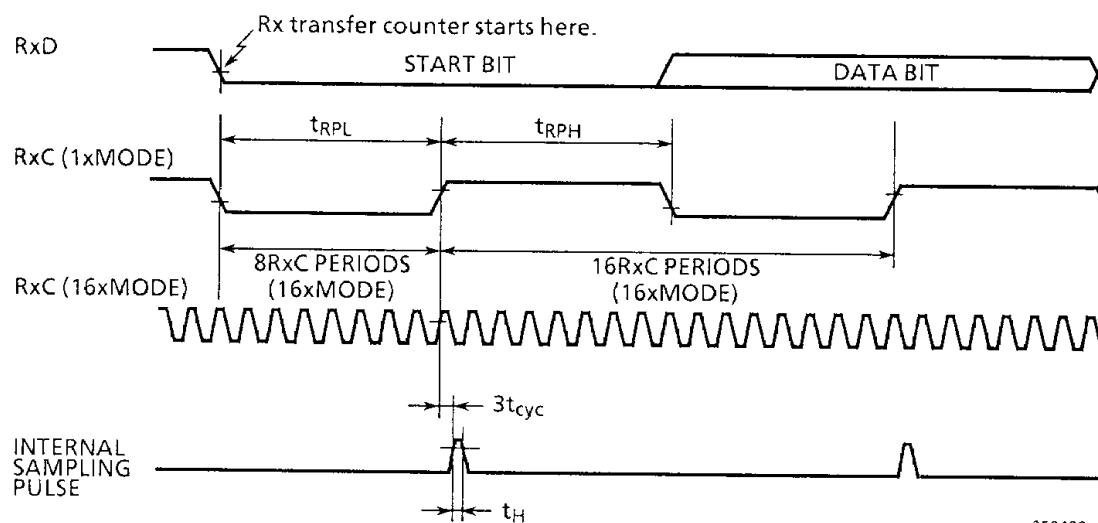 Rx transfer counter starts here.
RxD
START BIT
DATA BIT
tRPL
tRPH
RxC (1xMODE)
8RxC PERIODS
(16xMODE)
16RxC PERIODS
(16xMODE)
RxC (16xMODE)
3tcyc
INTERNAL
SAMPLING
PULSE
tH